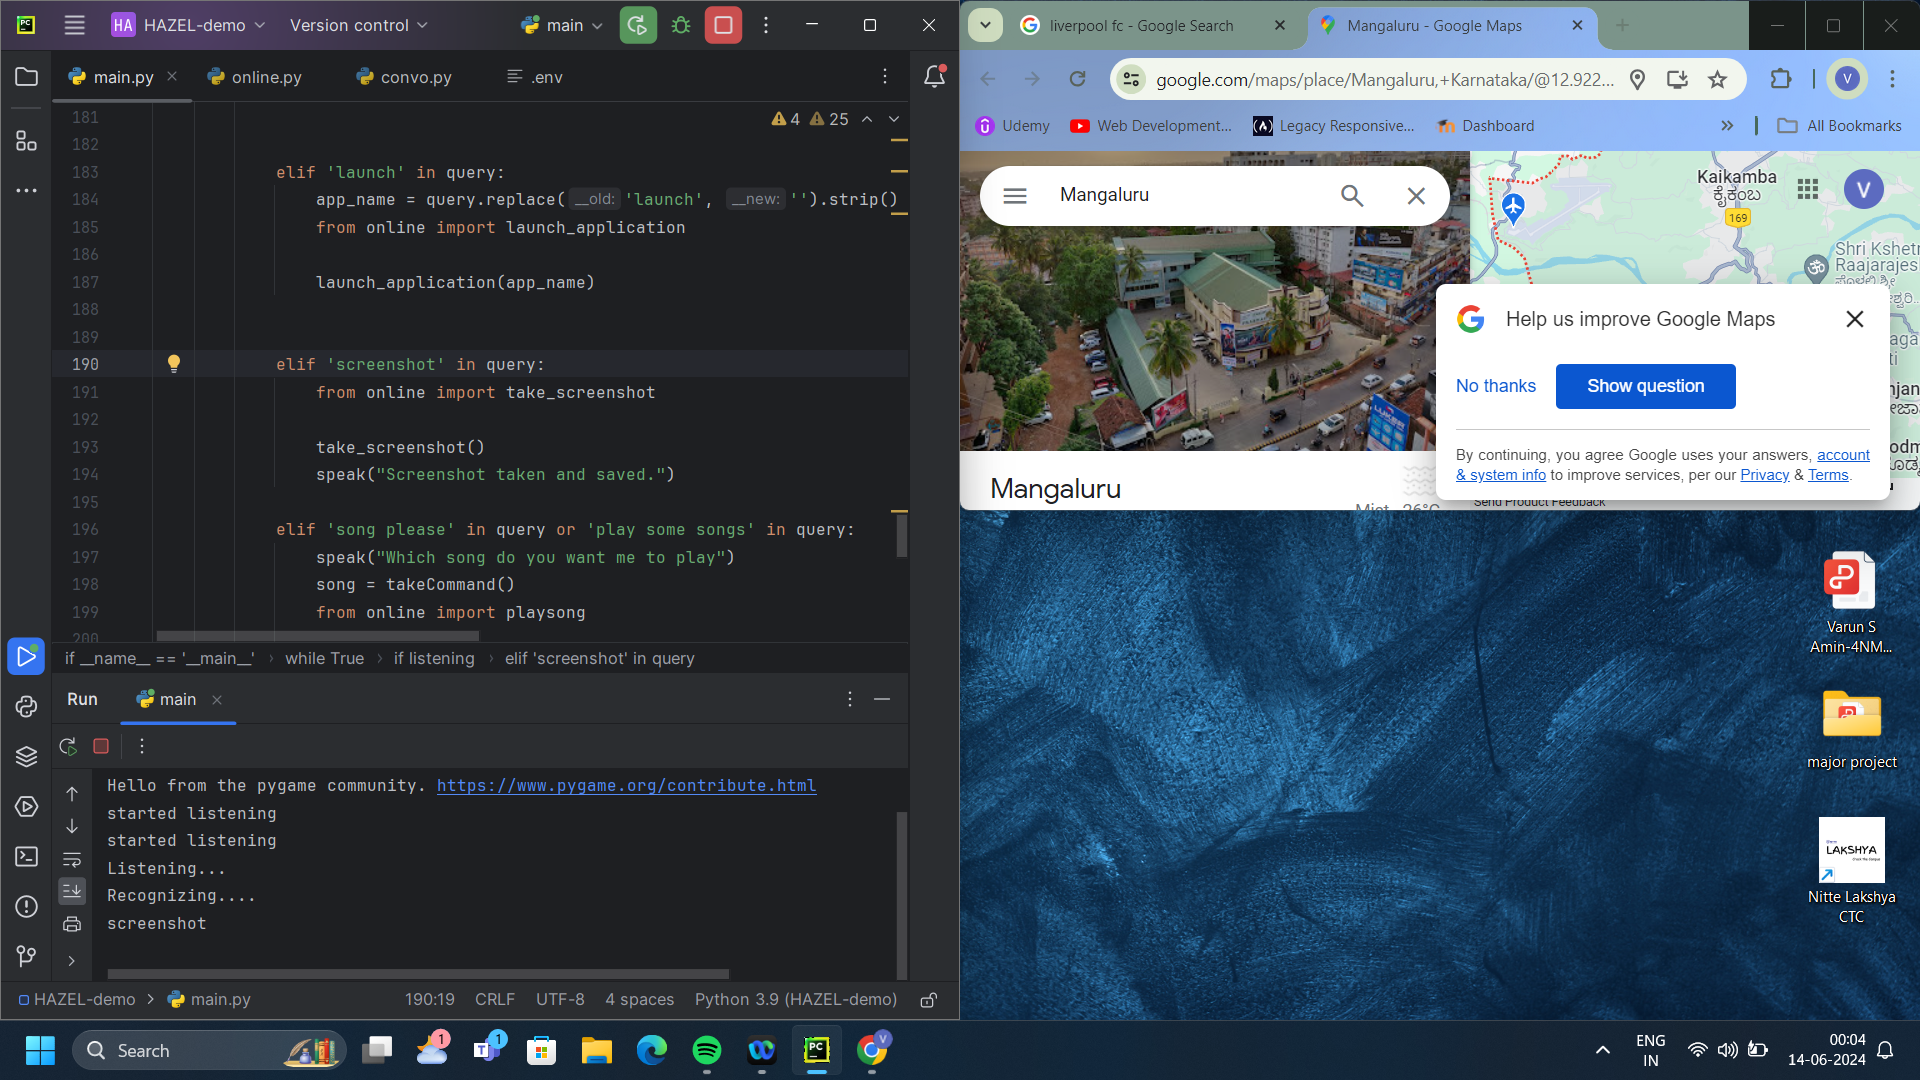 HA HAZEL-demo Version control main
main.py online.py convo.py .env
4 25
181
182
183 elif 'launch' in query:
184 app_name = query.replace( __old: 'launch', __new: '').strip()
185 from online import launch_application
186
187 launch_application(app_name)
188
189
190 elif 'screenshot' in query:
191 from online import take_screenshot
192
193 take_screenshot()
194 speak("Screenshot taken and saved.")
195
196 elif 'song please' in query or 'play some songs' in query:
197 speak("Which song do you want me to play")
198 song = takeCommand()
199 from online import playsong
200
if __name__ == '__main__' › while True › if listening › elif 'screenshot' in query
Run main
Hello from the pygame community. https://www.pygame.org/contribute.html
started listening
started listening
Listening...
Recognizing....
screenshot
HAZEL-demo › main.py 190:19 CRLF UTF-8 4 spaces Python 3.9 (HAZEL-demo)
liverpool fc - Google Search Mangaluru - Google Maps
google.com/maps/place/Mangaluru,+Karnataka/@12.922... V
Udemy Web Development... Legacy Responsive... Dashboard » All Bookmarks
Mangaluru
Kaikamba
ಕೈಕಂಬ
V
169
Shri Kshetr
Raajarajes
Help us improve Google Maps
No thanks Show question
By continuing, you agree Google uses your answers, account
& system info to improve services, per our Privacy & Terms.
Mangaluru
Mist · 26°C
Send Product Feedback
Varun S
Amin-4NM...
major project
LAKSHYA
Nitte Lakshya
CTC
Search
1
1
PC
V
ENG
IN
00:04
14-06-2024